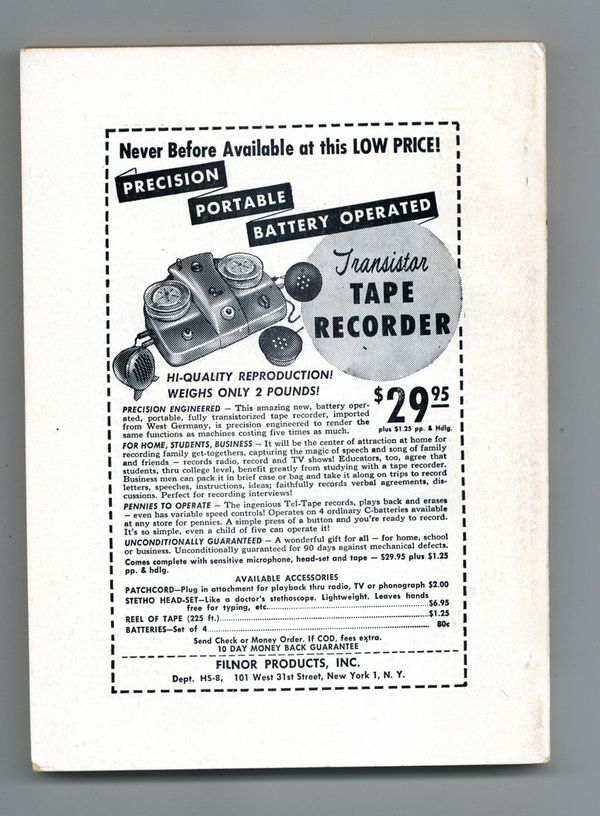 Never Before Available at this LOW PRICE!
PRECISION
PORTABLE
BATTERY OPERATED
Transistor
TAPE
RECORDER
HI-QUALITY REPRODUCTION!
WEIGHS ONLY 2 POUNDS!
$29.95
plus $1.25 pp. & Hdlg.
PRECISION ENGINEERED — This amazing new, battery oper-
ated, portable, fully transistorized tape recorder, imported
from West Germany, is precision engineered to render the
same functions as machines costing five times as much.
FOR HOME, STUDENTS, BUSINESS — It will be the center of attraction at home for
recording family get-togethers, capturing the magic of speech and song of family
and friends — records radio, record and TV shows! Educators, too, agree that
students, thru college level, benefit greatly from studying with a tape recorder.
Business men can pack it in brief case or bag and take it along on trips to record
letters, speeches, instructions, ideas; faithfully records verbal agreements, dis-
cussions. Perfect for recording interviews!
PENNIES TO OPERATE — The ingenious Tel-Tape records, plays back and erases
— even has variable speed controls! Operates on 4 ordinary C-batteries available
at any store for pennies. A simple press of a button and you're ready to record.
It's so simple, even a child of five can operate it!
UNCONDITIONALLY GUARANTEED — A wonderful gift for all — for home, school
or business. Unconditionally guaranteed for 90 days against mechanical defects.
Comes complete with sensitive microphone, head-set and tape — $29.95 plus $1.25
pp. & hdlg.
AVAILABLE ACCESSORIES
PATCHCORD—Plug in attachment for playback thru radio, TV or phonograph $2.00
STETHO HEAD-SET—Like a doctor's stethoscope. Lightweight. Leaves hands
free for typing, etc. $6.95
REEL OF TAPE (225 ft.) $1.25
BATTERIES—Set of 4 80¢
Send Check or Money Order. If COD, fees extra.
10 DAY MONEY BACK GUARANTEE
FILNOR PRODUCTS, INC.
Dept. HS-8, 101 West 31st Street, New York 1, N. Y.